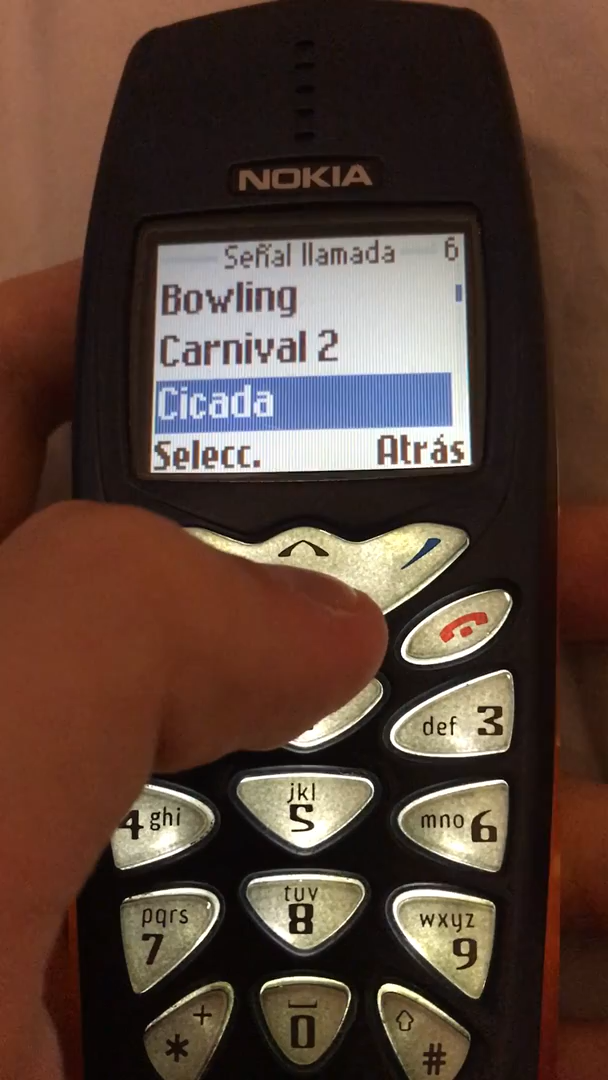 NOKIA
Señal llamada 6
Bowling
Carnival 2
Cicada
Selecc. Atrás
def 3
4 ghi
jkl
5
mno 6
pqrs
7
tuv
8
wxyz
9
* +
0
#